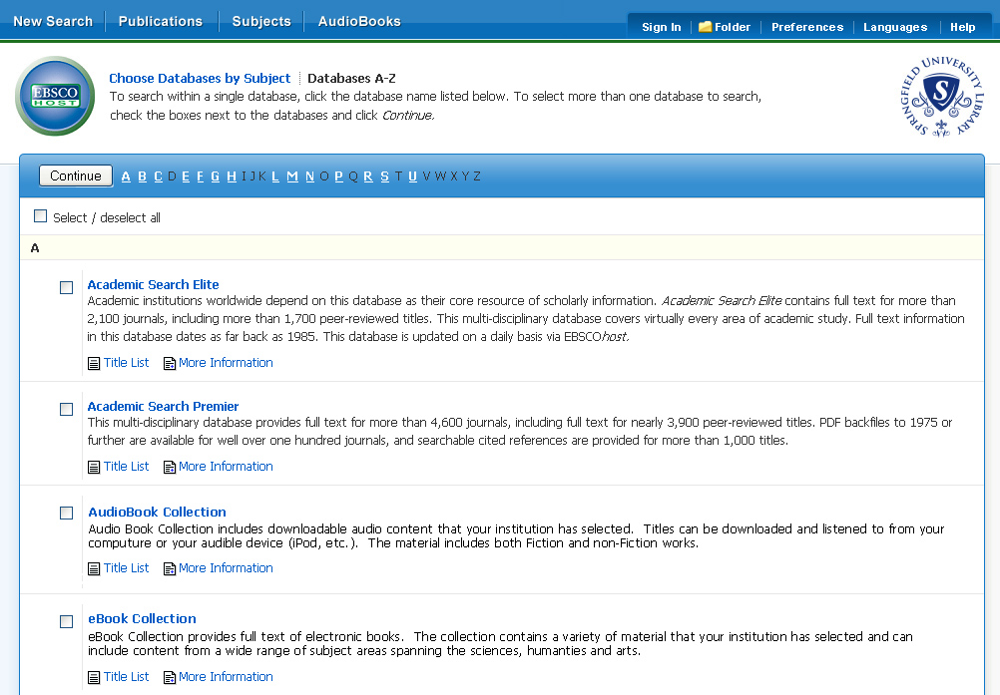 New Search Publications Subjects AudioBooks
Sign In Folder Preferences Languages Help
EBSCO
HOST
Choose Databases by Subject Databases A-Z
To search within a single database, click the database name listed below. To select more than one database to search,
check the boxes next to the databases and click Continue.
SPRINGFIELD UNIVERSITY LIBRARY
S
Continue A B C D E F G H I J K L M N O P Q R S T U V W X Y Z
Select / deselect all
A
Academic Search Elite
Academic institutions worldwide depend on this database as their core resource of scholarly information. Academic Search Elite contains full text for more than
2,100 journals, including more than 1,700 peer-reviewed titles. This multi-disciplinary database covers virtually every area of academic study. Full text information
in this database dates as far back as 1985. This database is updated on a daily basis via EBSCOhost.
Title List More Information
Academic Search Premier
This multi-disciplinary database provides full text for more than 4,600 journals, including full text for nearly 3,900 peer-reviewed titles. PDF backfiles to 1975 or
further are available for well over one hundred journals, and searchable cited references are provided for more than 1,000 titles.
Title List More Information
AudioBook Collection
Audio Book Collection includes downloadable audio content that your institution has selected. Titles can be downloaded and listened to from your
computure or your audible device (iPod, etc.). The material includes both Fiction and non-Fiction works.
Title List More Information
eBook Collection
eBook Collection provides full text of electronic books. The collection contains a variety of material that your institution has selected and can
include content from a wide range of subject areas spanning the sciences, humanties and arts.
Title List More Information